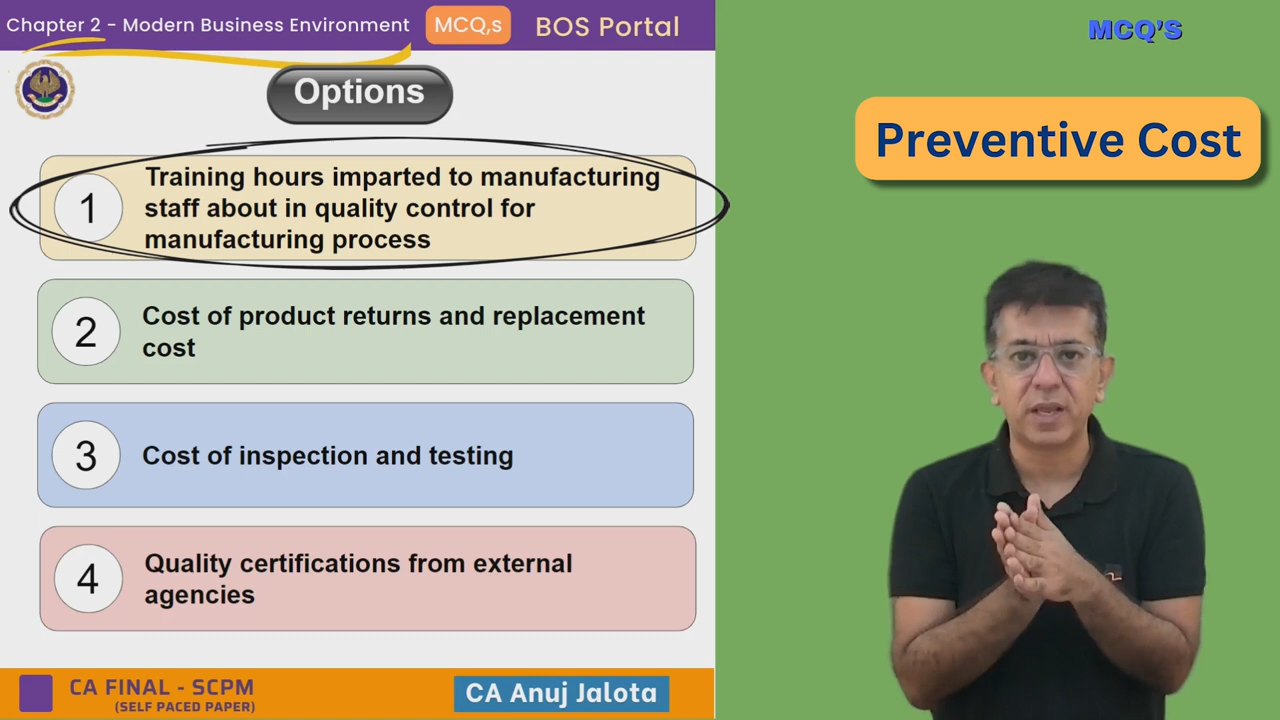 Chapter 2 - Modern Business Environment
MCQ,s
BOS Portal
MCQ'S
Options
Preventive Cost
1
Training hours imparted to manufacturing
staff about in quality control for
manufacturing process
2
Cost of product returns and replacement
cost
3
Cost of inspection and testing
4
Quality certifications from external
agencies
CA FINAL - SCPM
(SELF PACED PAPER)
CA Anuj Jalota